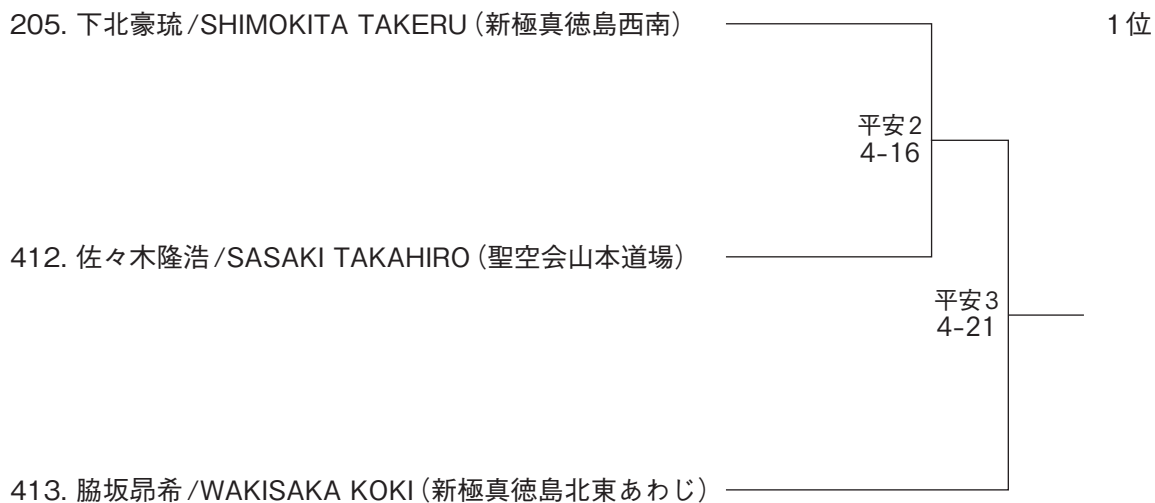 205. 下北豪琉/SHIMOKITA TAKERU（新極真徳島西南）
1位
平安2
4-16
412. 佐々木隆浩/SASAKI TAKAHIRO（聖空会山本道場）
平安3
4-21
413. 脇坂昴希/WAKISAKA KOKI（新極真徳島北東あわじ）